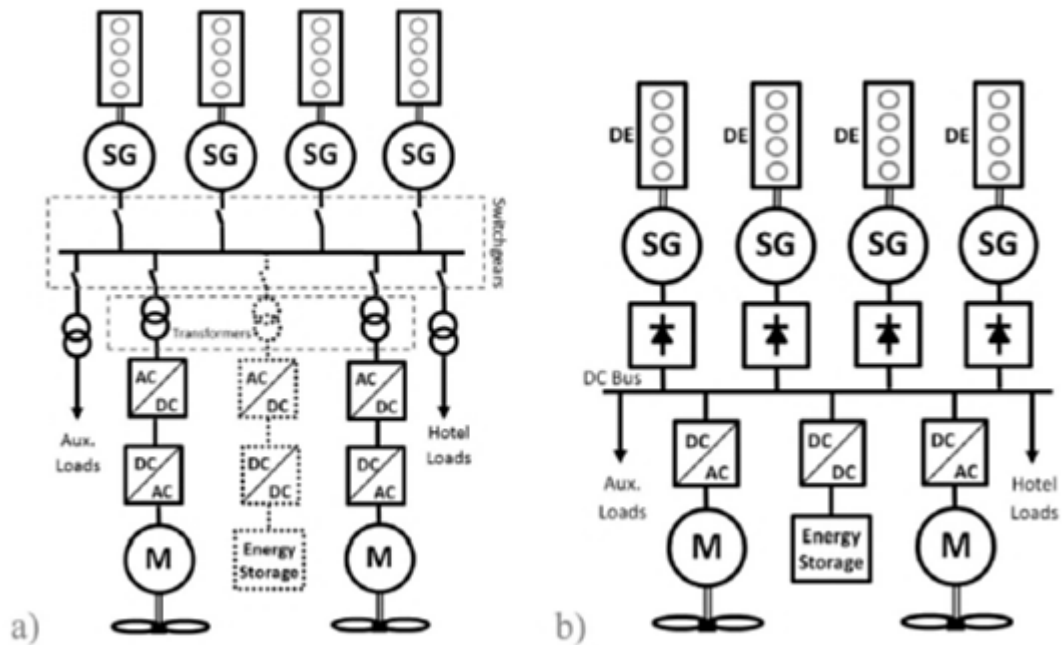 SG SG SG SG
Switchgears
Transformers
AC DC
AC DC
AC DC
Aux. Loads
Hotel Loads
DC AC
DC DC
DC AC
M
Energy Storage
M
a)
DE DE DE DE
SG SG SG SG
DC Bus
DC AC
DC DC
DC AC
Aux. Loads
Hotel Loads
M
Energy Storage
M
b)